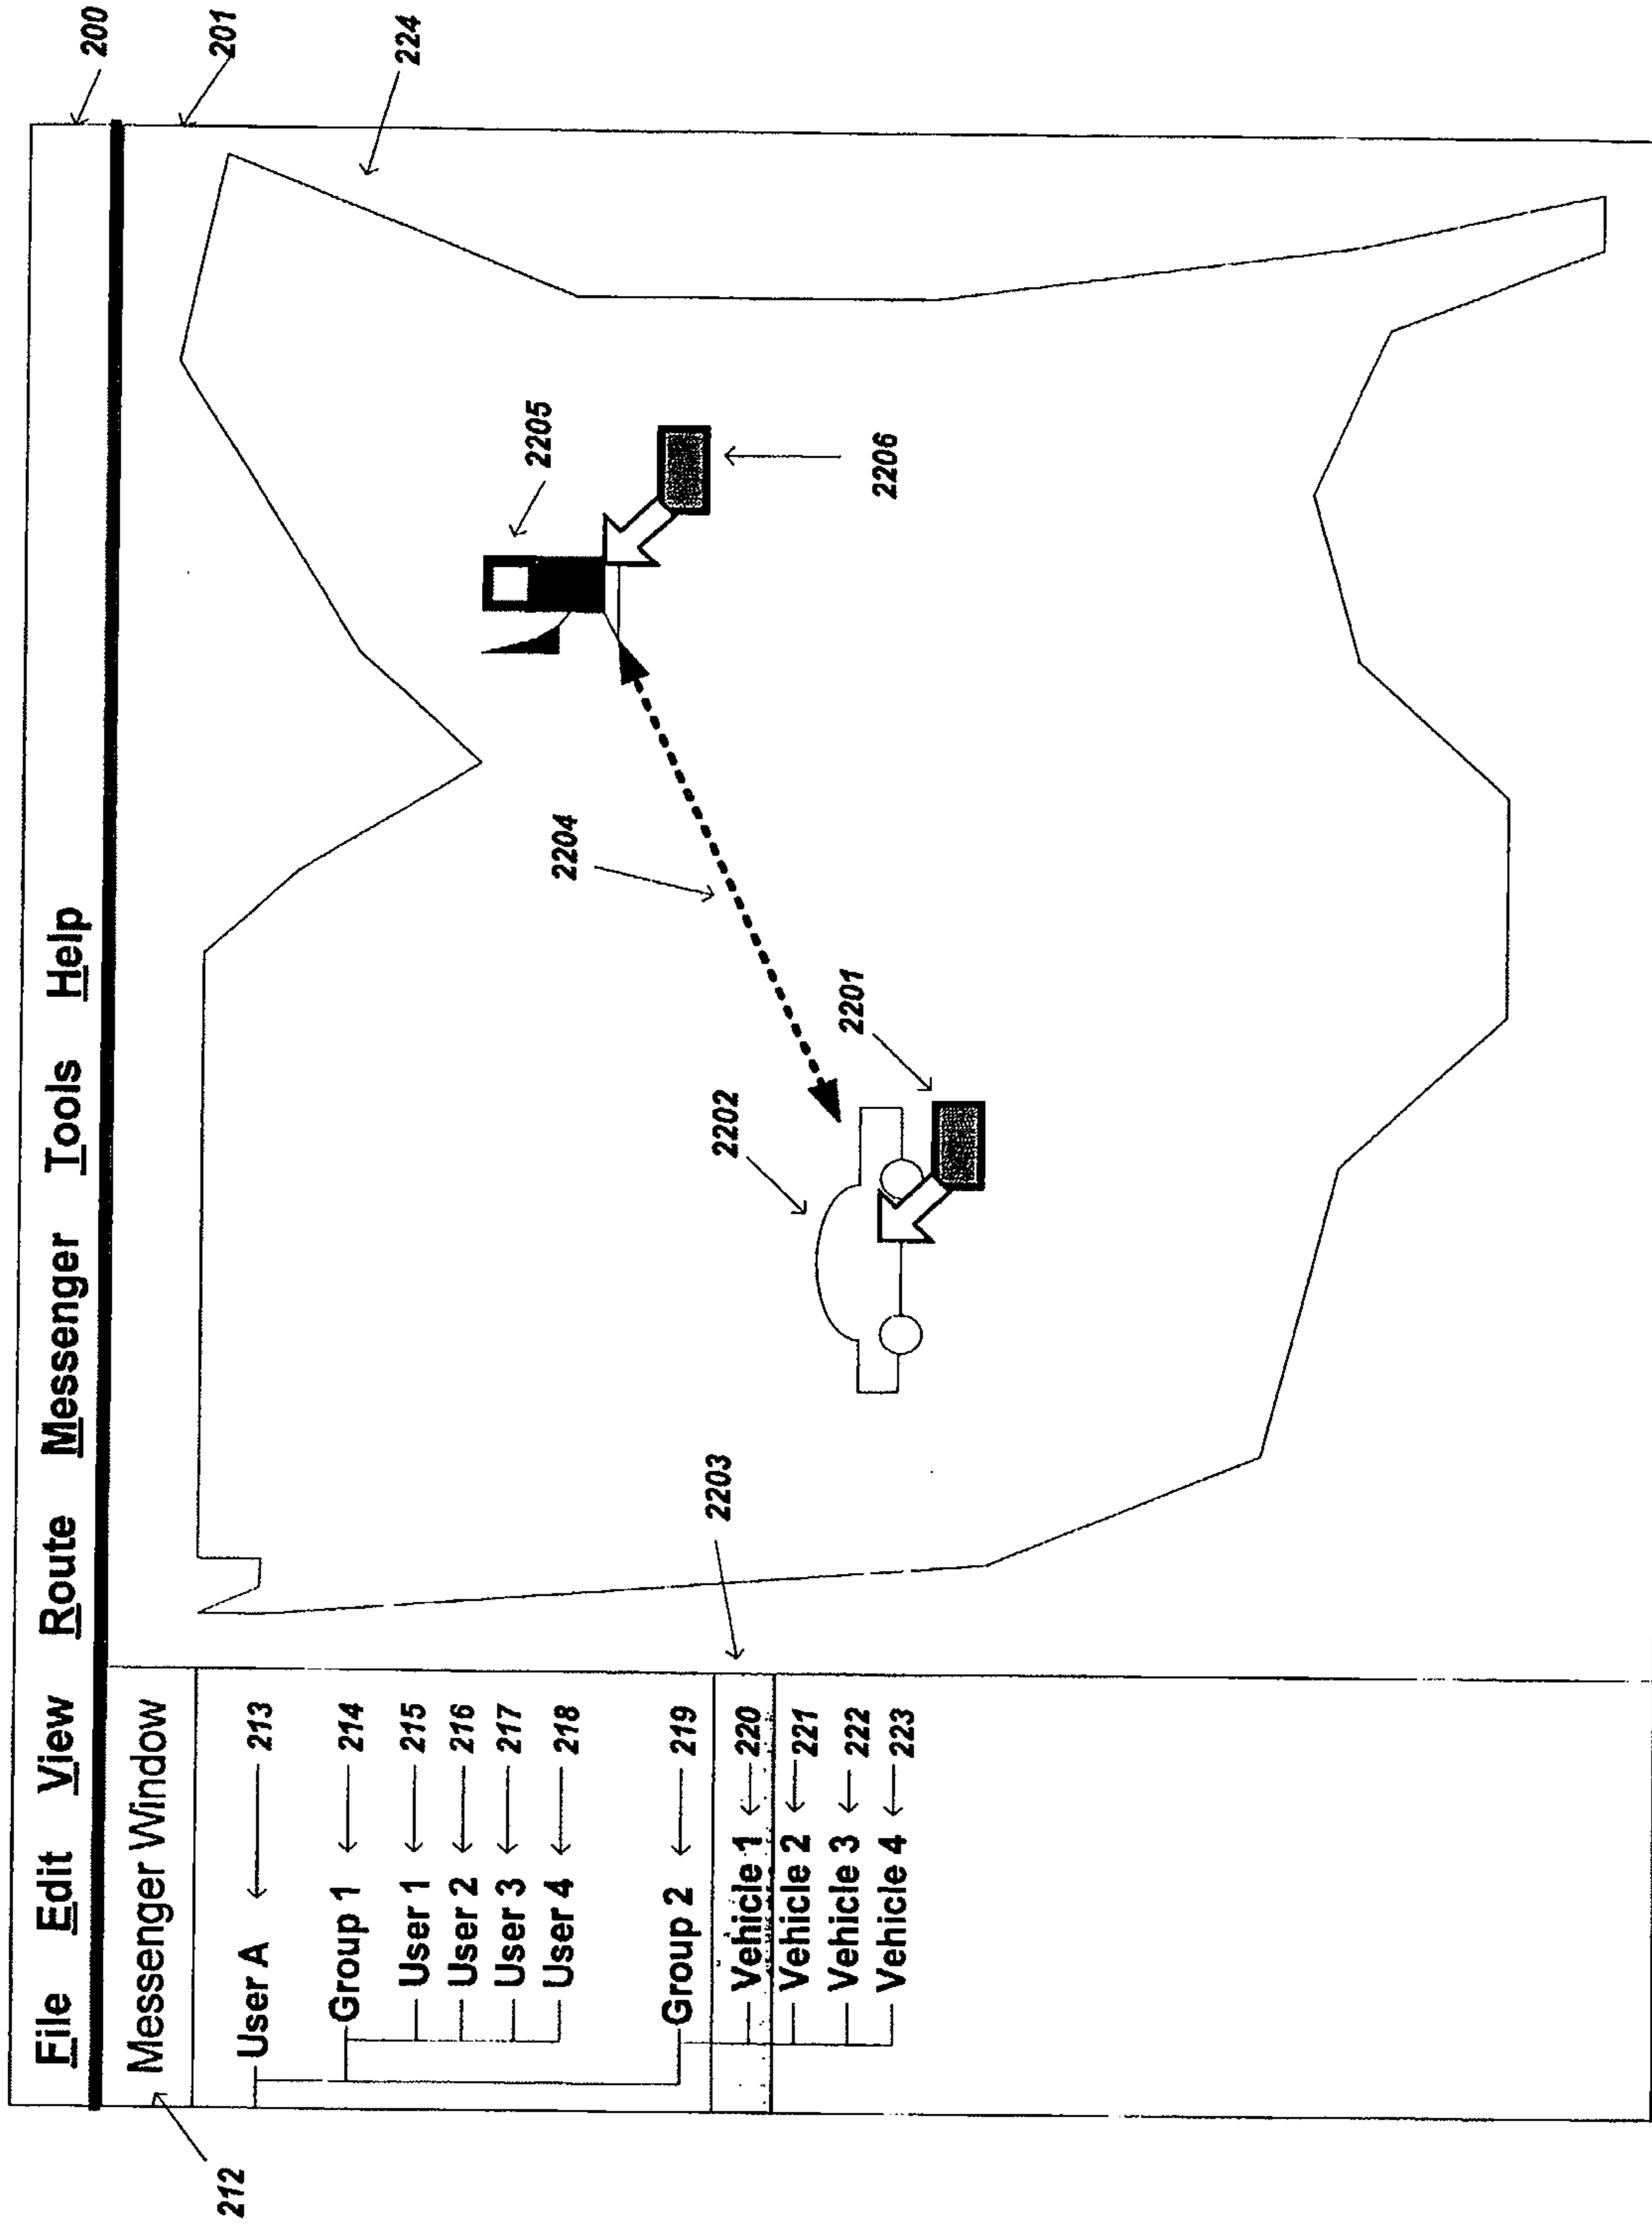 File Edit View Route Messenger Tools Help
200
201
224
212
Messenger Window
User A 213
Group 1 214
User 1 215
User 2 216
User 3 217
User 4 218
Group 2 219
2203
Vehicle 1 220
Vehicle 2 221
Vehicle 3 222
Vehicle 4 223
2205
2206
2204
2202
2201